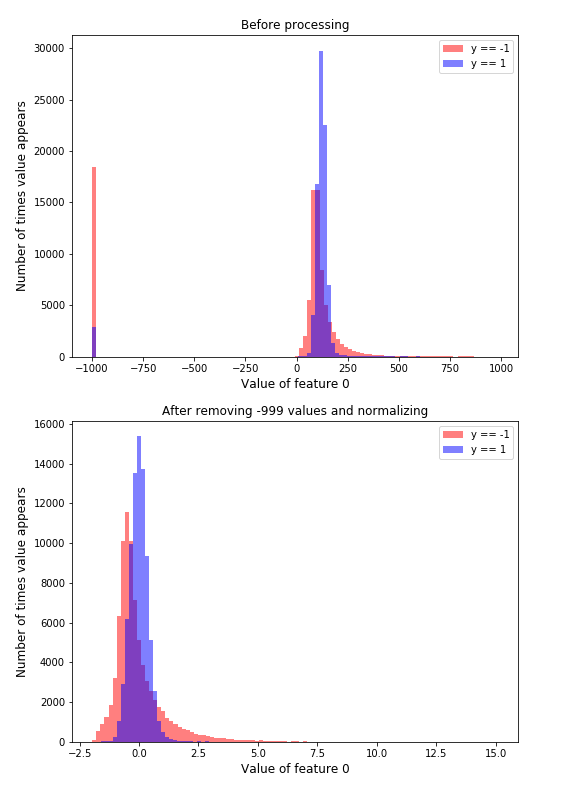 Before processing
y == -1
y == 1
30000
25000
20000
15000
10000
5000
0
Number of times value appears
−1000 −750 −500 −250 0 250 500 750 1000
Value of feature 0
After removing -999 values and normalizing
y == -1
y == 1
16000
14000
12000
10000
8000
6000
4000
2000
0
Number of times value appears
−2.5 0.0 2.5 5.0 7.5 10.0 12.5 15.0
Value of feature 0